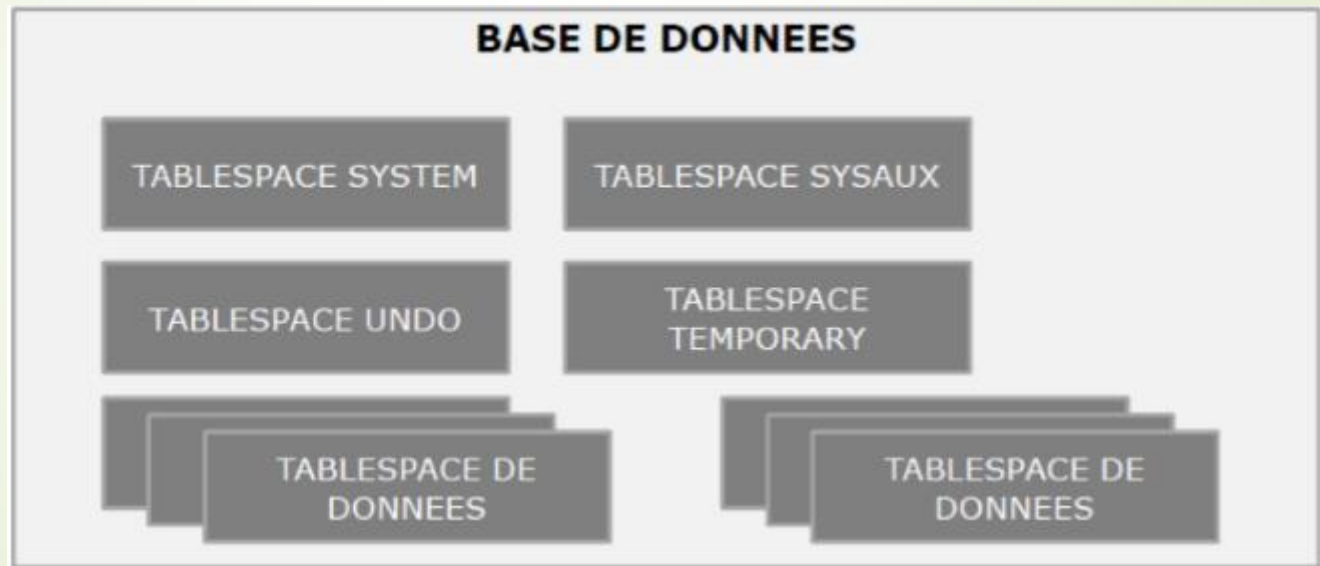 BASE DE DONNEES
TABLESPACE SYSTEM
TABLESPACE SYSAUX
TABLESPACE UNDO
TABLESPACE
TEMPORARY
TABLESPACE DE
DONNEES
TABLESPACE DE
DONNEES